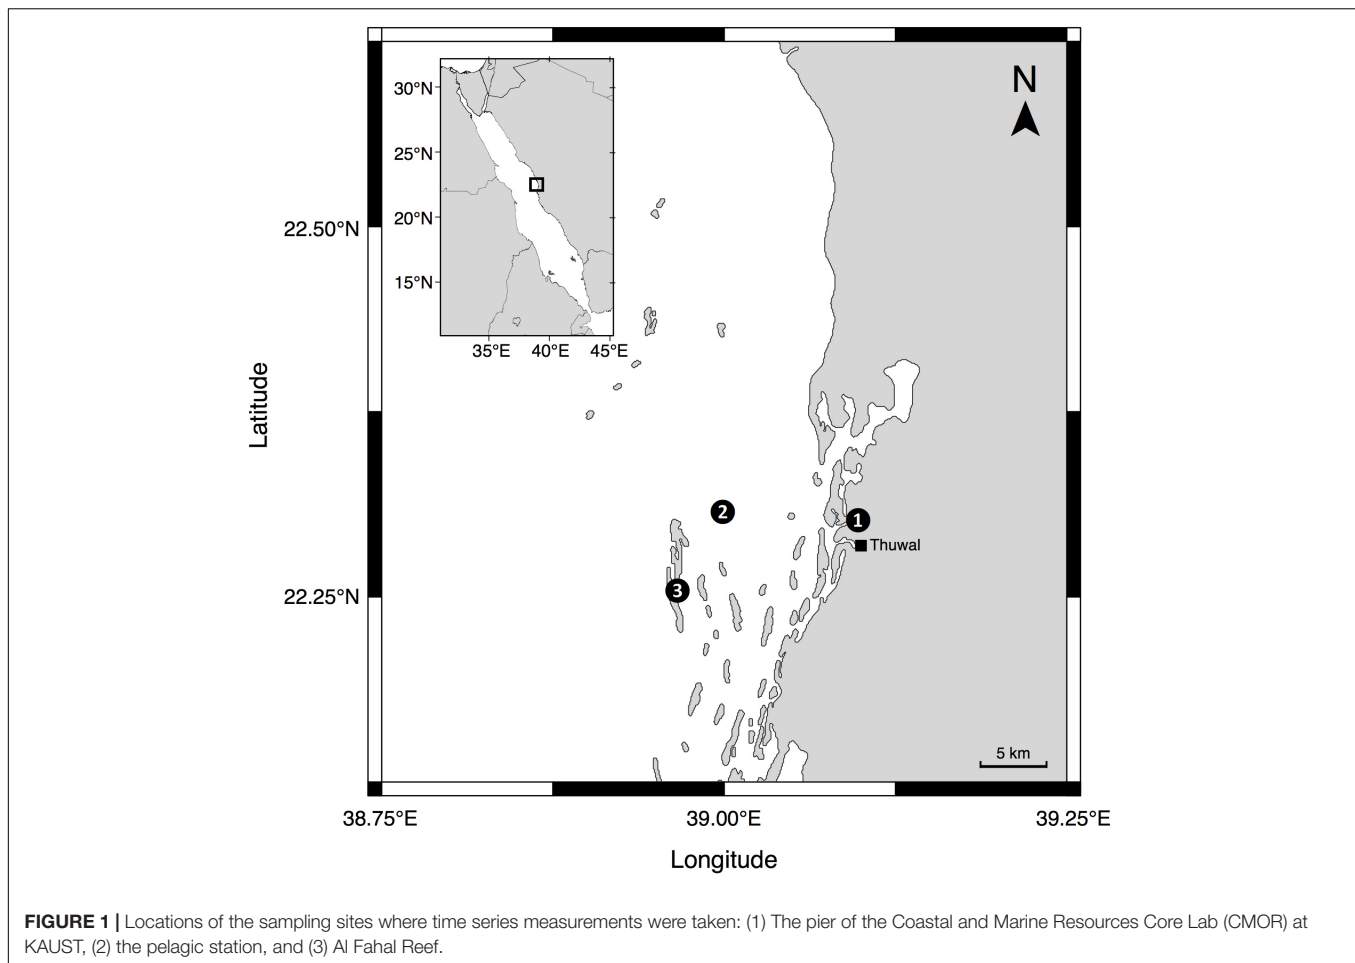 30°N
25°N
20°N
15°N
35°E 40°E 45°E
N
22.50°N
22.25°N
Latitude
2
1
Thuwal
3
5 km
38.75°E 39.00°E 39.25°E
Longitude
FIGURE 1 | Locations of the sampling sites where time series measurements were taken: (1) The pier of the Coastal and Marine Resources Core Lab (CMOR) at
KAUST, (2) the pelagic station, and (3) Al Fahal Reef.